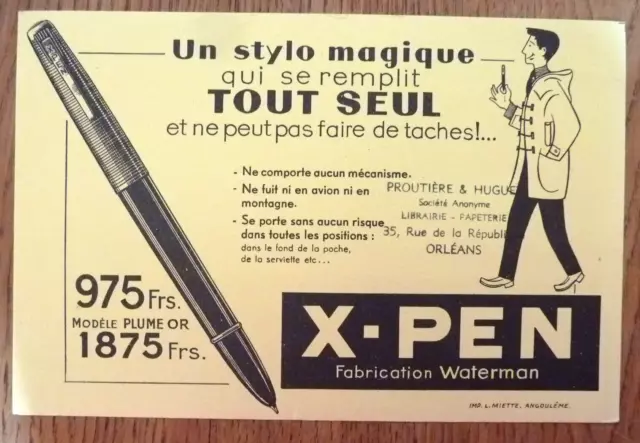 Un stylo magique
qui se remplit
TOUT SEUL
et ne peut pas faire de taches!...
- Ne comporte aucun mécanisme.
- Ne fuit ni en avion ni en
montagne.
- Se porte sans aucun risque
dans toutes les positions :
dans le fond de la poche,
de la serviette etc...
PROUTIÈRE & HUGUE
Société Anonyme
LIBRAIRIE - PAPETERIE
35, Rue de la Républi
ORLÉANS
975 Frs.
MODÈLE PLUME OR
1875 Frs.
X-PEN
Fabrication Waterman
IMP. L. MIETTE, ANGOULÊME.